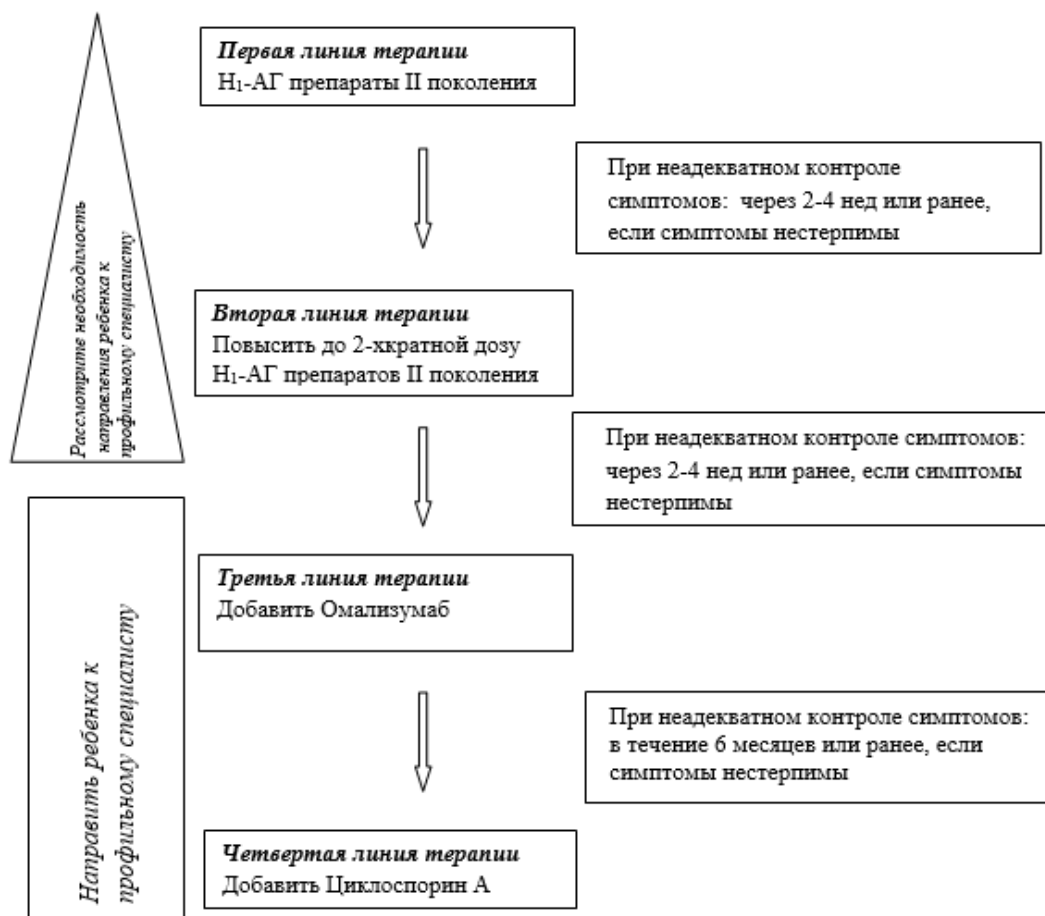 Первая линия терапии
H₁-АГ препараты II поколения
При неадекватном контроле
симптомов: через 2-4 нед или ранее,
если симптомы нестерпимы
Рассмотрите необходимость
направления ребенка к
профильному специалисту
Вторая линия терапии
Повысить до 2-хкратной дозу
H₁-АГ препаратов II поколения
При неадекватном контроле симптомов:
через 2-4 нед или ранее, если симптомы
нестерпимы
Третья линия терапии
Добавить Омализумаб
Направить ребенка к
профильному специалисту
При неадекватном контроле симптомов:
в течение 6 месяцев или ранее, если
симптомы нестерпимы
Четвертая линия терапии
Добавить Циклоспорин А